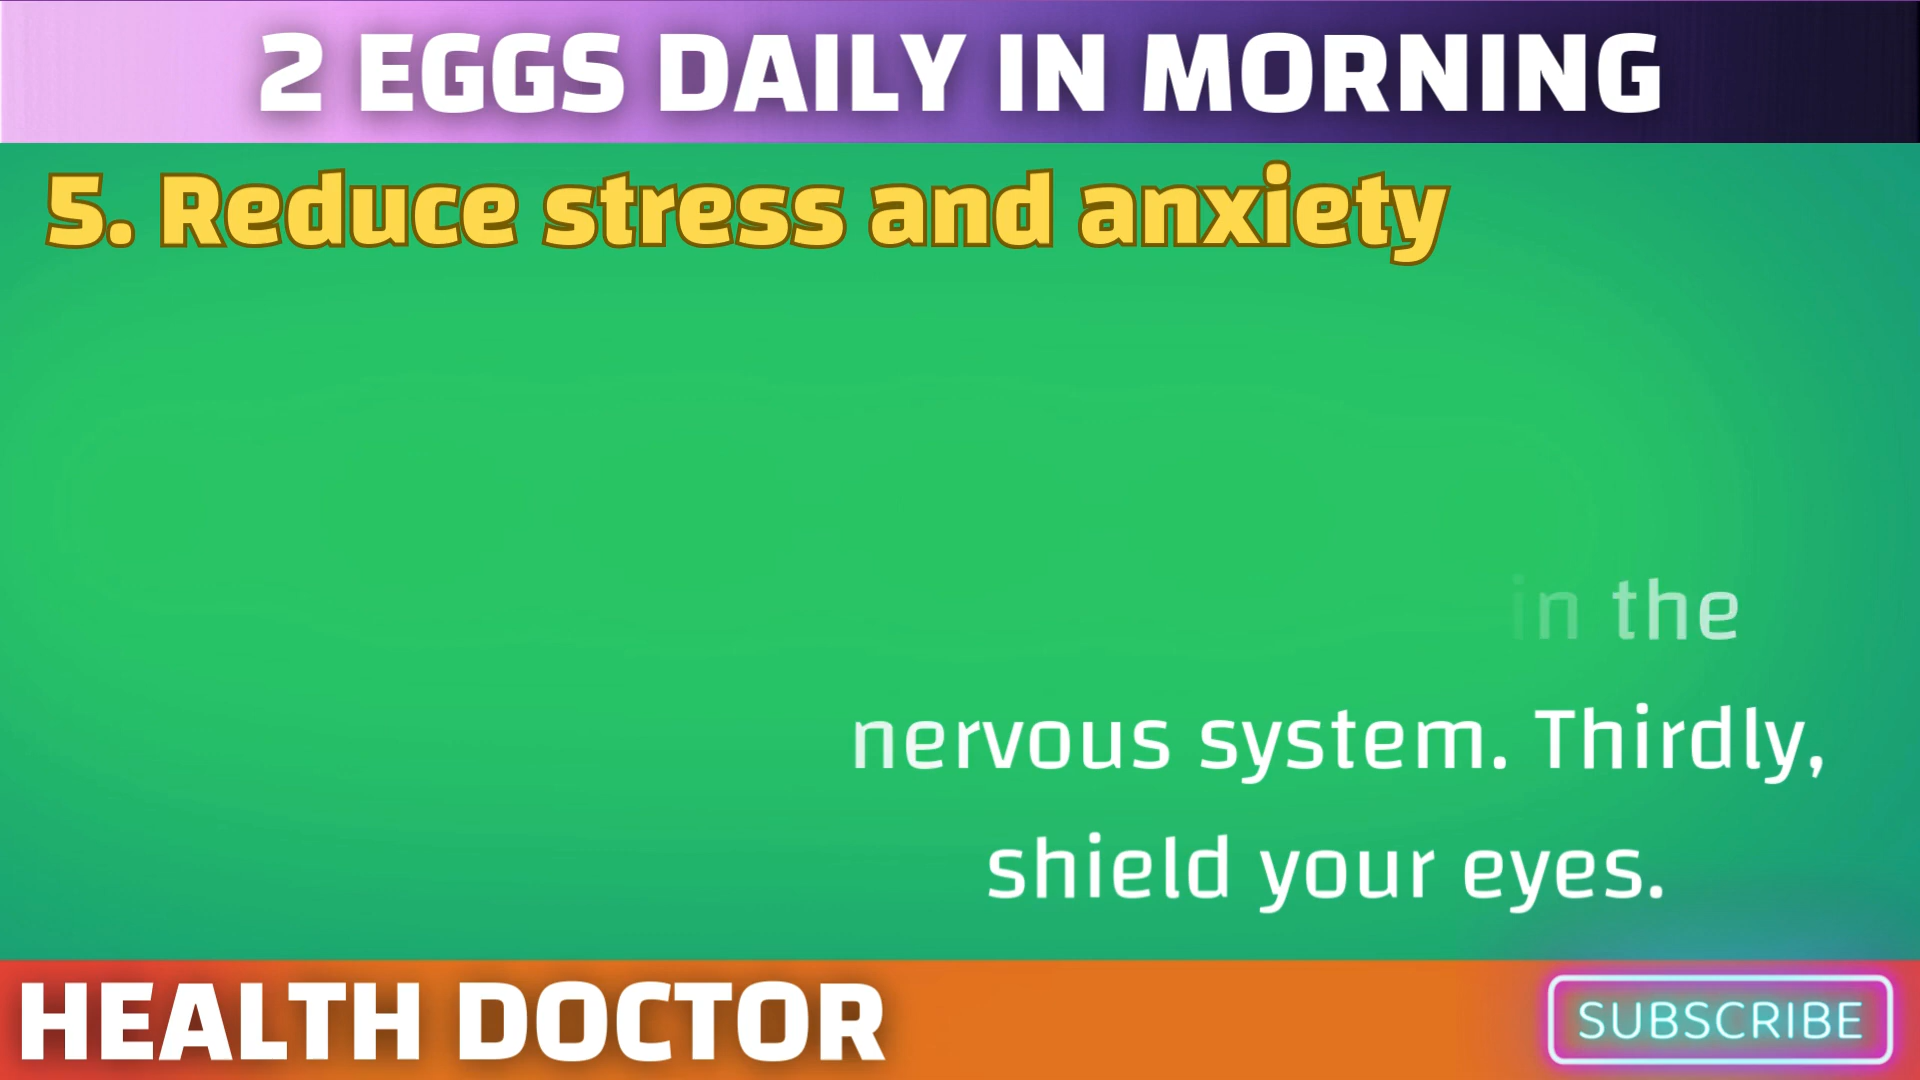 2 EGGS DAILY IN MORNING
5. Reduce stress and anxiety
in the
nervous system. Thirdly,
shield your eyes.
HEALTH DOCTOR
SUBSCRIBE